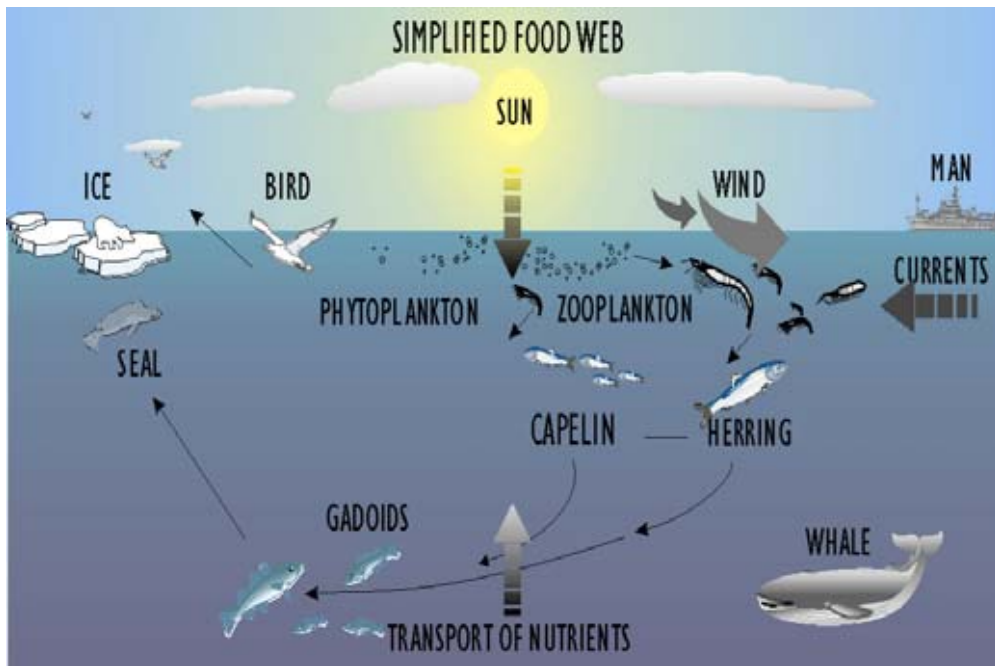 SIMPLIFIED FOOD WEB
SUN
ICE
BIRD
WIND
MAN
CURRENTS
PHYTOPLANKTON
ZOOPLANKTON
SEAL
CAPELIN
HERRING
GADOIDS
WHALE
TRANSPORT OF NUTRIENTS